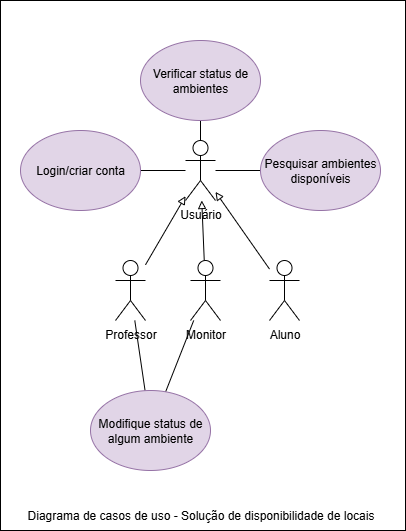 Verificar status de
ambientes
Login/criar conta
Pesquisar ambientes
disponíveis
Usuário
Professor
Monitor
Aluno
Modifique status de
algum ambiente
Diagrama de casos de uso - Solução de disponibilidade de locais